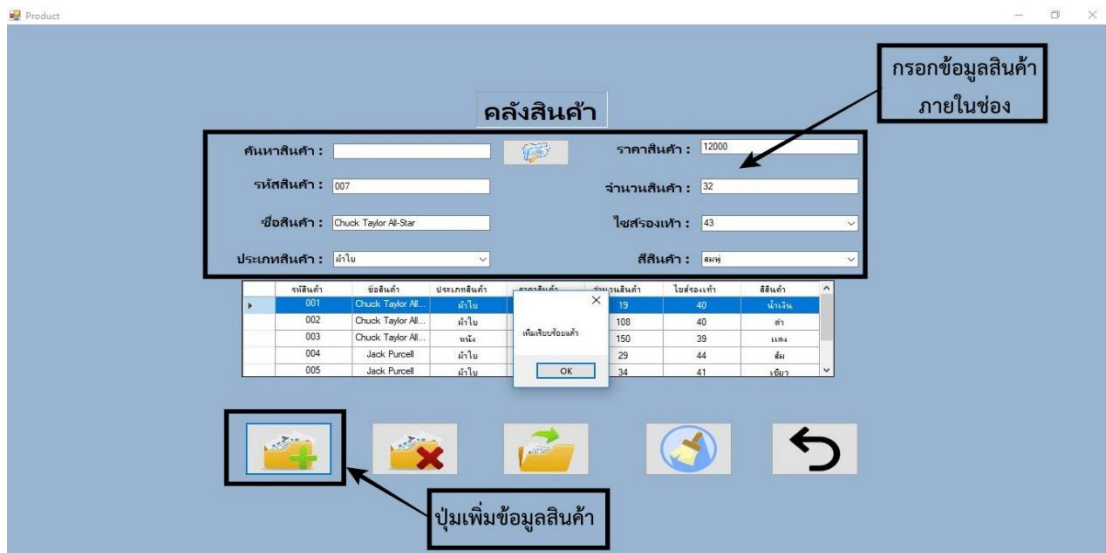 Product
กรอกข้อมูลสินค้า
ภายในช่อง
คลังสินค้า
ค้นหาสินค้า :
ราคาสินค้า : 12000
รหัสสินค้า : 007
จำนวนสินค้า : 32
ชื่อสินค้า : Chuck Taylor All-Star
ไซส์รองเท้า : 43
ประเภทสินค้า : ผ้าใบ
สีสินค้า : ชมพู
รหัสินค้า ชื่อสินค้า ประเภทสินค้า ราคาสินค้า จำนวนสินค้า ไซส์รองเท้า สีสินค้า
001 Chuck Taylor All... ผ้าใบ 19 40 น้ำเงิน
002 Chuck Taylor All... ผ้าใบ 108 40 ดำ
003 Chuck Taylor All... หนัง 150 39 แดง
004 Jack Purcell ผ้าใบ 29 44 ส้ม
005 Jack Purcell ผ้าใบ 34 41 เขียว
เพิ่มเรียบร้อยแล้ว
OK
ปุ่มเพิ่มข้อมูลสินค้า